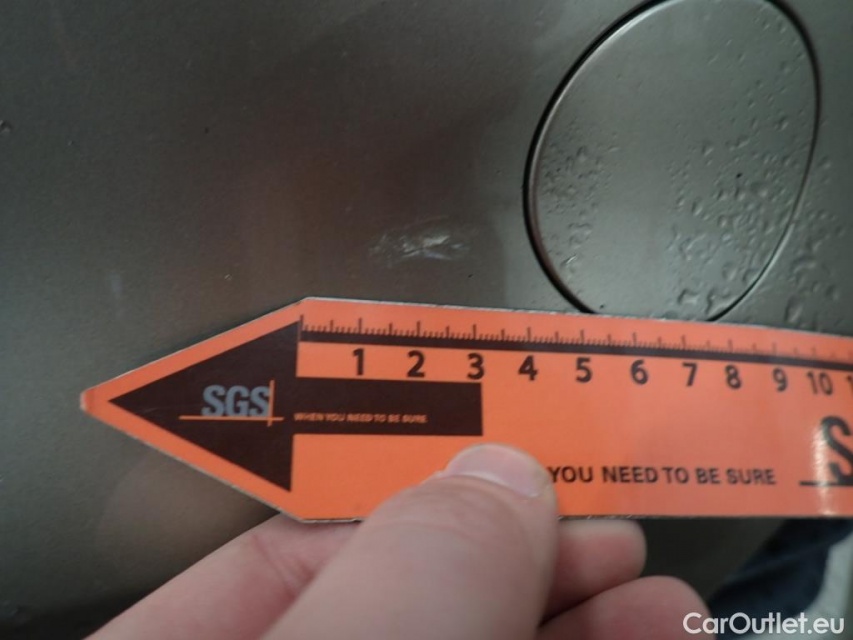 1 2 3 4 5 6 7 8 9 10
SGS
WHEN YOU NEED TO BE SURE
YOU NEED TO BE SURE
S
CarOutlet.eu